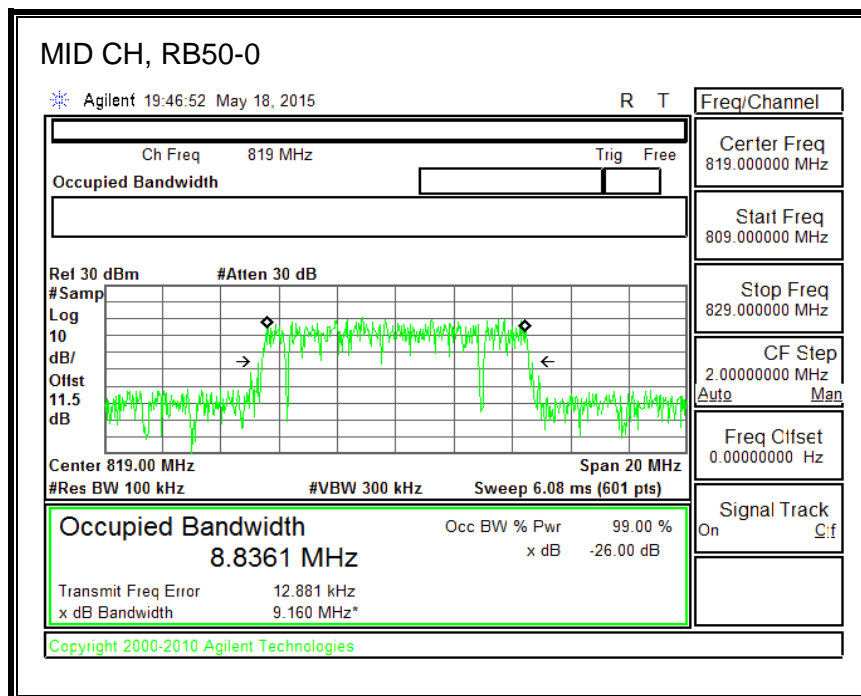 MID CH, RB50-0
Agilent 19:46:52 May 18, 2015 R T
Freq/Channel
Ch Freq 819 MHz Trig Free
Occupied Bandwidth
Center Freq
819.000000 MHz
Start Freq
809.000000 MHz
Stop Freq
829.000000 MHz
CF Step
2.00000000 MHz
Auto Man
Freq Offset
0.00000000 Hz
Signal Track
On Off
Ref 30 dBm #Atten 30 dB
#Samp
Log
10
dB/
Offst
11.5
dB
Center 819.00 MHz Span 20 MHz
#Res BW 100 kHz #VBW 300 kHz Sweep 6.08 ms (601 pts)
Occupied Bandwidth Occ BW % Pwr 99.00 %
8.8361 MHz x dB -26.00 dB
Transmit Freq Error 12.881 kHz
x dB Bandwidth 9.160 MHz*
Copyright 2000-2010 Agilent Technologies